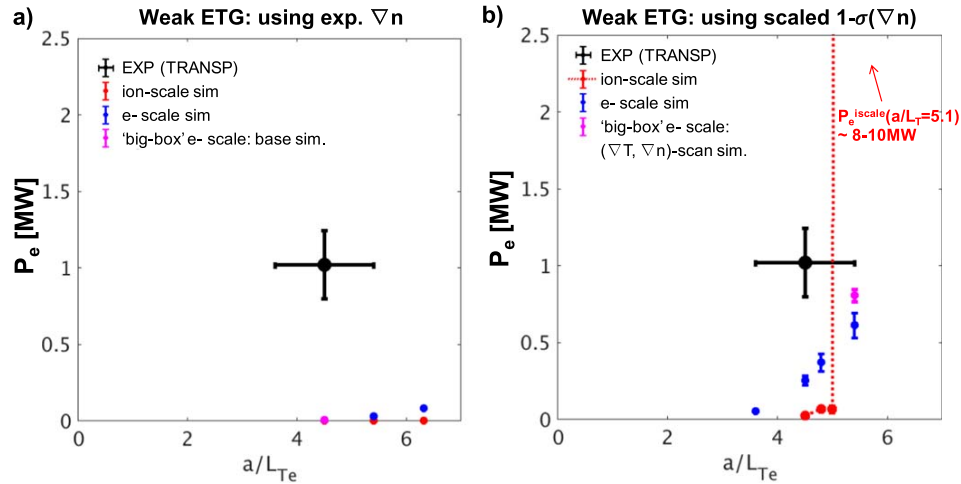 a)
Weak ETG: using exp. ∇n
EXP (TRANSP)
ion-scale sim
e- scale sim
'big-box' e- scale: base sim.
P_e [MW]
2.5
2
1.5
1
0.5
0
0 2 4 6
a/L_Te
b)
Weak ETG: using scaled 1-σ(∇n)
EXP (TRANSP)
ion-scale sim
e- scale sim
'big-box' e- scale:
(∇T, ∇n)-scan sim.
P_e^iscale(a/L_T=5.1)
~ 8-10MW
P_e [MW]
2.5
2
1.5
1
0.5
0
0 2 4 6
a/L_Te